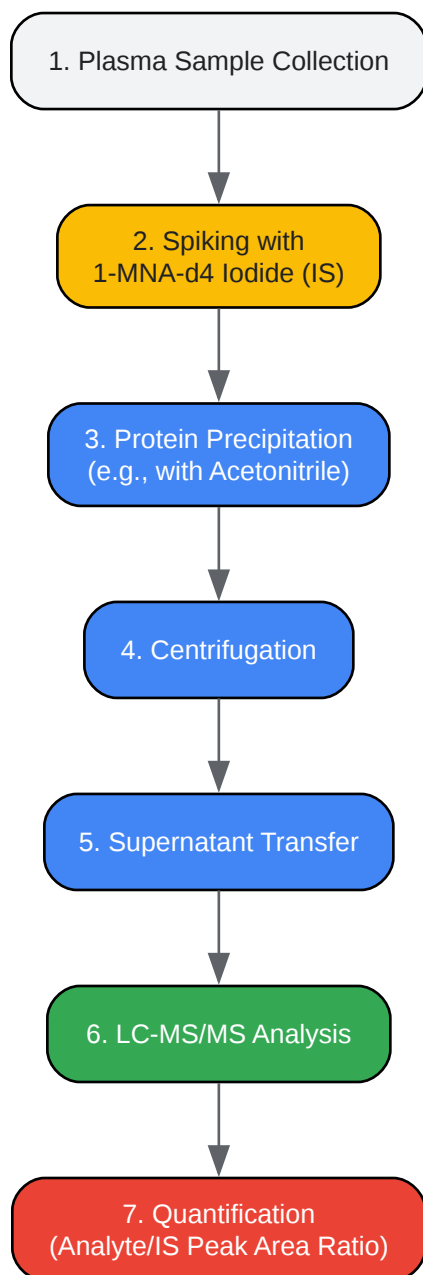 1. Plasma Sample Collection
2. Spiking with
1-MNA-d4 Iodide (IS)
3. Protein Precipitation
(e.g., with Acetonitrile)
4. Centrifugation
5. Supernatant Transfer
6. LC-MS/MS Analysis
7. Quantification
(Analyte/IS Peak Area Ratio)